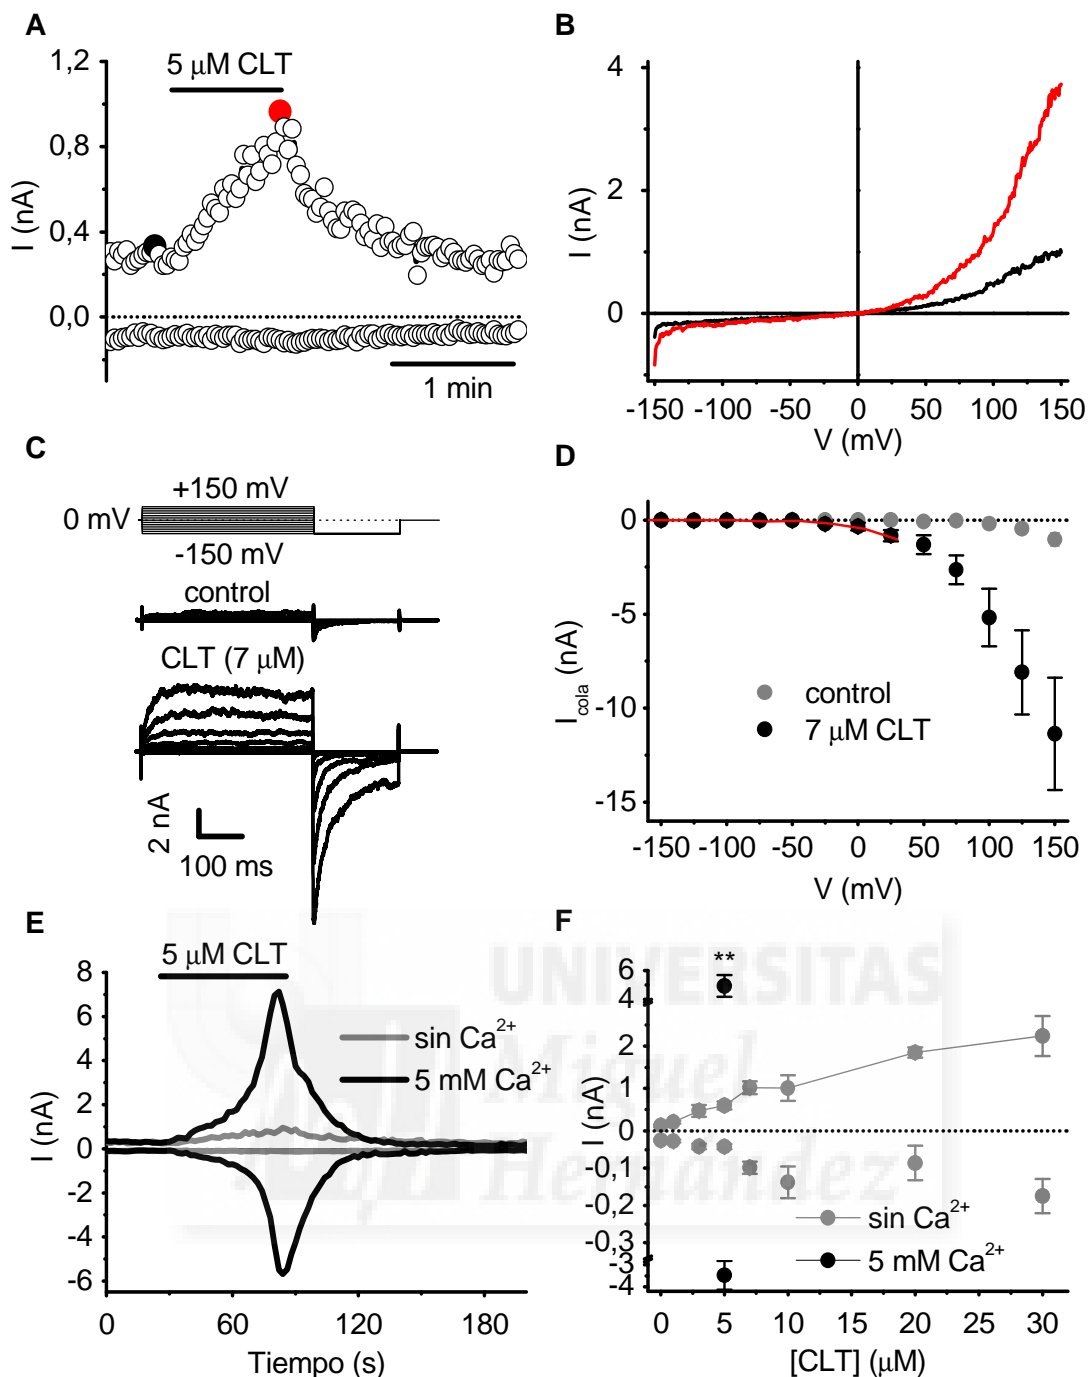 A
5 μM CLT
1,2
0,8
0,4
0,0
I (nA)
1 min
B
4
2
0
I (nA)
-150 -100 -50 0 50 100 150
V (mV)
C
+150 mV
0 mV
-150 mV
control
CLT (7 μM)
2 nA
100 ms
D
0
-5
-10
-15
I cola (nA)
control
7 μM CLT
-150 -100 -50 0 50 100 150
V (mV)
E
5 μM CLT
8
6
4
2
0
-2
-4
-6
I (nA)
sin Ca2+
5 mM Ca2+
0 60 120 180
Tiempo (s)
F
**
6
4
2
1
0
-0,1
-0,2
-0,3
-3
-4
I (nA)
sin Ca2+
5 mM Ca2+
0 5 10 15 20 25 30
[CLT] (μM)
UNIVERSITAS
Miguel
Hernández